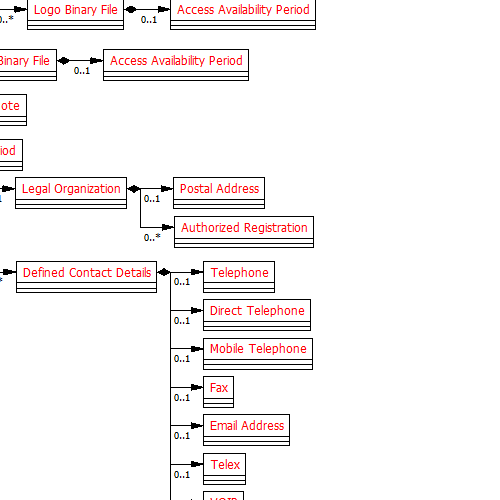 Logo Binary File
Access Availability Period
0..*
0..1
Binary File
Access Availability Period
0..1
ote
iod
Legal Organization
Postal Address
0..1
Authorized Registration
0..*
Defined Contact Details
Telephone
*
0..1
Direct Telephone
0..1
Mobile Telephone
0..1
Fax
0..1
Email Address
0..1
Telex
0..1